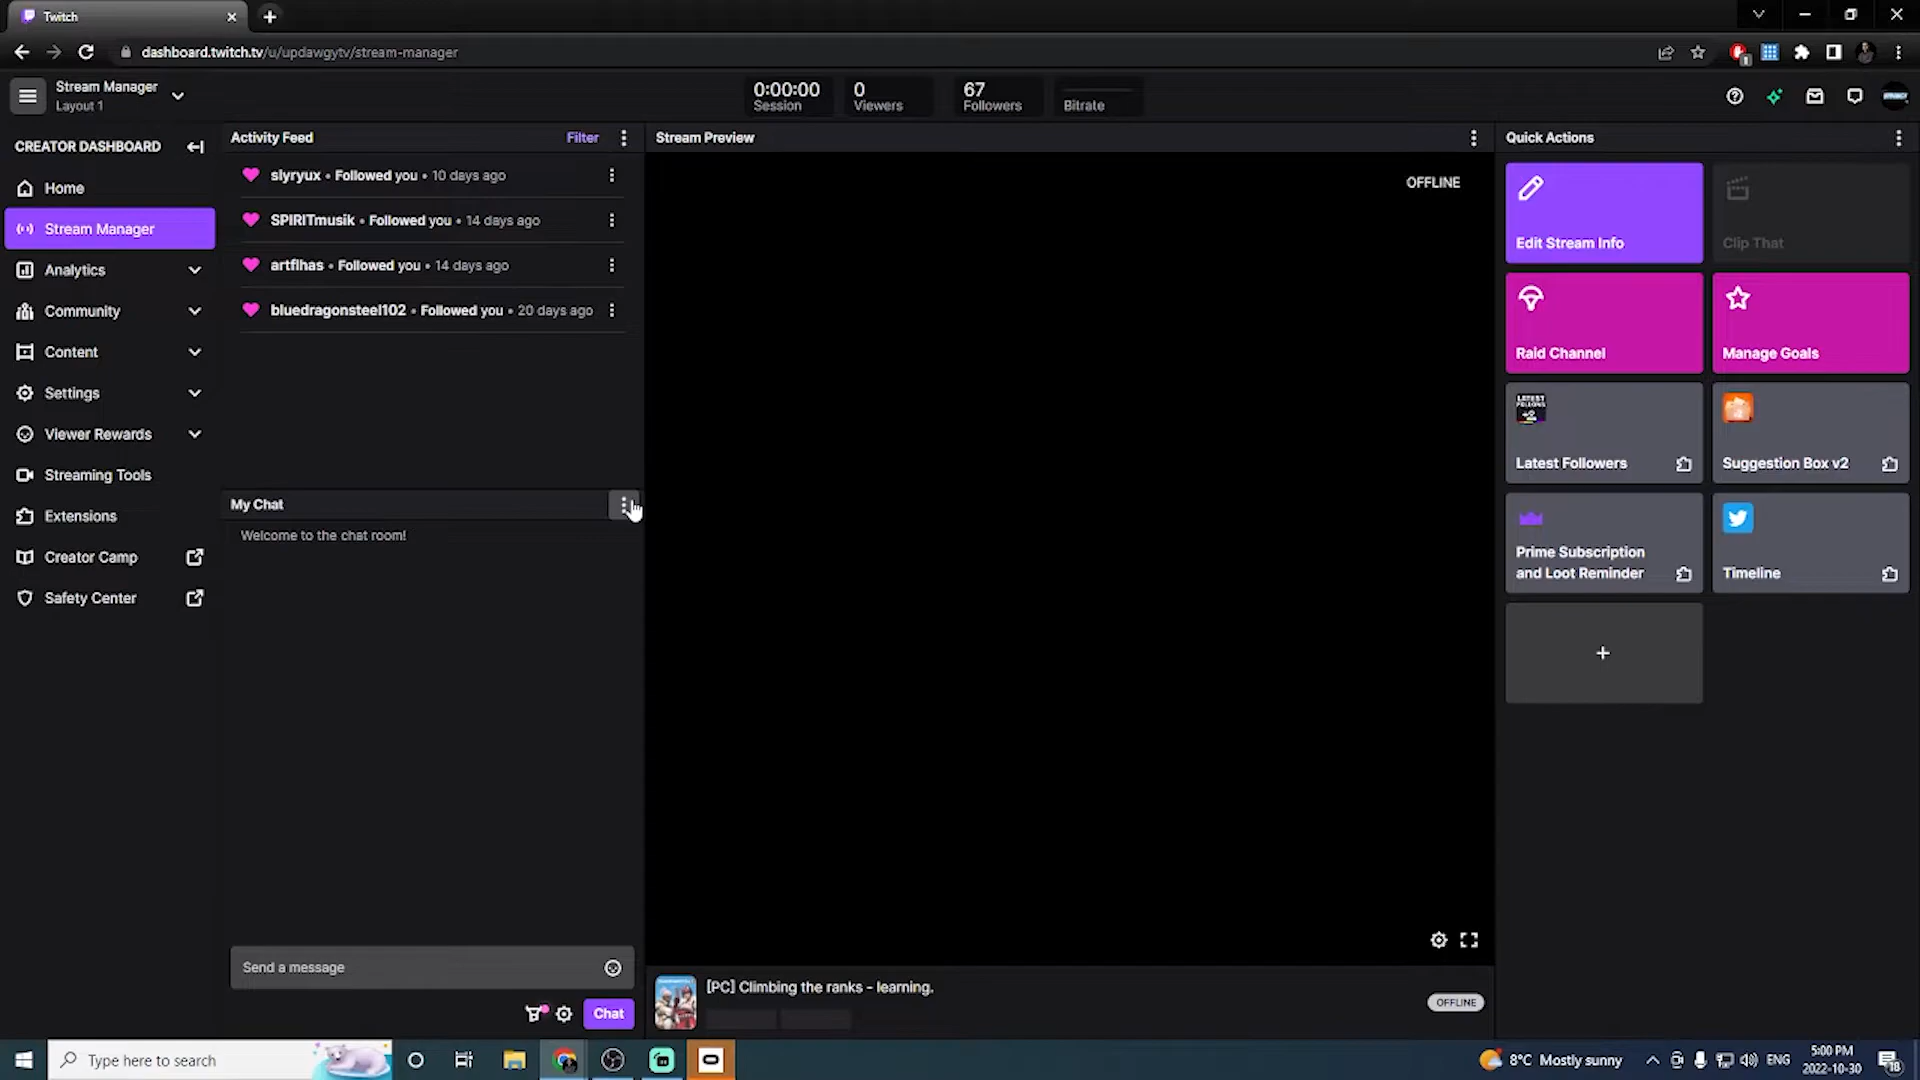 Twitch
dashboard.twitch.tv/u/updawgytv/stream-manager
Stream Manager
Layout 1
0:00:00
Session
0
Viewers
67
Followers
Bitrate
CREATOR DASHBOARD
Home
Stream Manager
Analytics
Community
Content
Settings
Viewer Rewards
Streaming Tools
Extensions
Creator Camp
Safety Center
Activity Feed
Filter
slyryux • Followed you • 10 days ago
SPIRITmusik • Followed you • 14 days ago
artflhas • Followed you • 14 days ago
bluedragonsteel102 • Followed you • 20 days ago
My Chat
Welcome to the chat room!
Send a message
Chat
Stream Preview
OFFLINE
[PC] Climbing the ranks - learning.
OFFLINE
Quick Actions
Edit Stream Info
Clip That
Raid Channel
Manage Goals
LATEST
FOLLOWS
+2
Latest Followers
Suggestion Box v2
Prime Subscription
and Loot Reminder
Timeline
+
Type here to search
8°C Mostly sunny
ENG
5:00 PM
2022-10-30
18